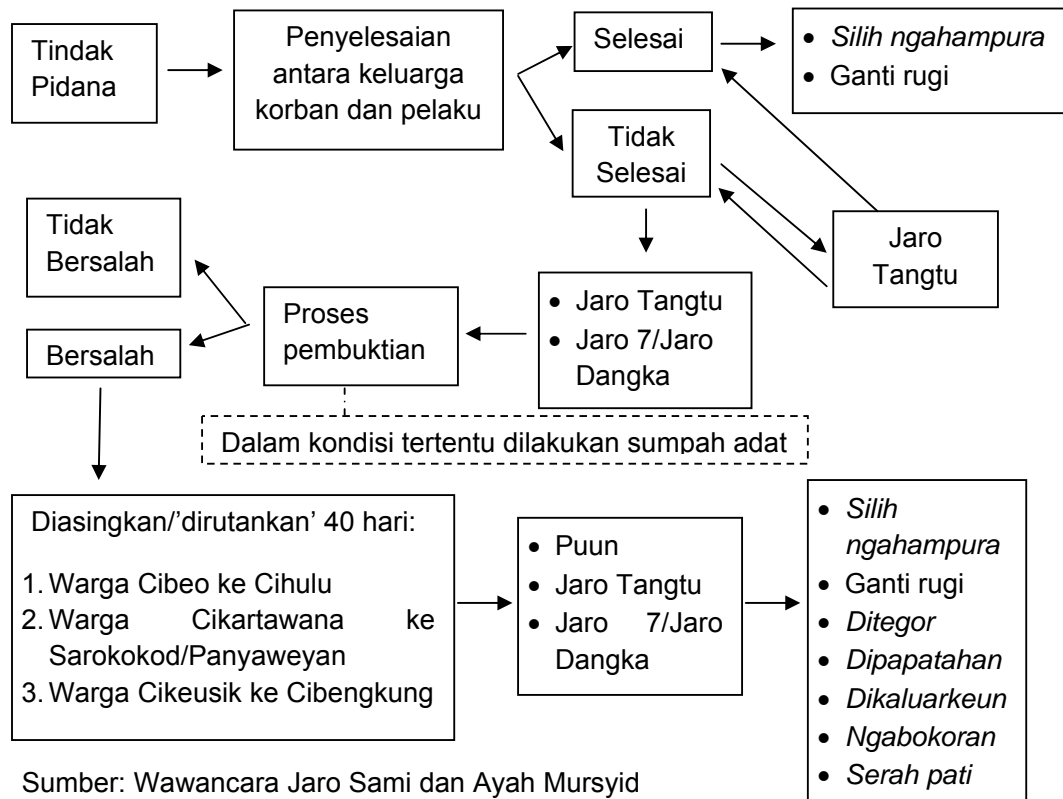 Tindak
Pidana
Penyelesaian
antara keluarga
korban dan pelaku
Selesai
• Silih ngahampura
• Ganti rugi
Tidak
Selesai
Jaro
Tangtu
• Jaro Tangtu
• Jaro 7/Jaro
Dangka
Proses
pembuktian
Tidak
Bersalah
Bersalah
Dalam kondisi tertentu dilakukan sumpah adat
Diasingkan/’dirutankan’ 40 hari:
1. Warga Cibeo ke Cihulu
2. Warga Cikartawana ke
Sarokokod/Panyaweyan
3. Warga Cikeusik ke Cibengkung
• Puun
• Jaro Tangtu
• Jaro 7/Jaro
Dangka
• Silih
ngahampura
• Ganti rugi
• Ditegor
• Dipapatahan
• Dikaluarkeun
• Ngabokoran
• Serah pati
Sumber: Wawancara Jaro Sami dan Ayah Mursyid